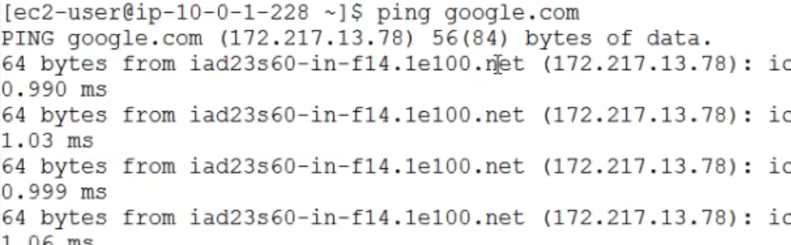 [ec2-user@ip-10-0-1-228 ~]$ ping google.com
PING google.com (172.217.13.78) 56(84) bytes of data.
64 bytes from iad23s60-in-f14.1e100.net (172.217.13.78): ic
0.990 ms
64 bytes from iad23s60-in-f14.1e100.net (172.217.13.78): ic
1.03 ms
64 bytes from iad23s60-in-f14.1e100.net (172.217.13.78): ic
0.999 ms
64 bytes from iad23s60-in-f14.1e100.net (172.217.13.78): ic
1.06 ms